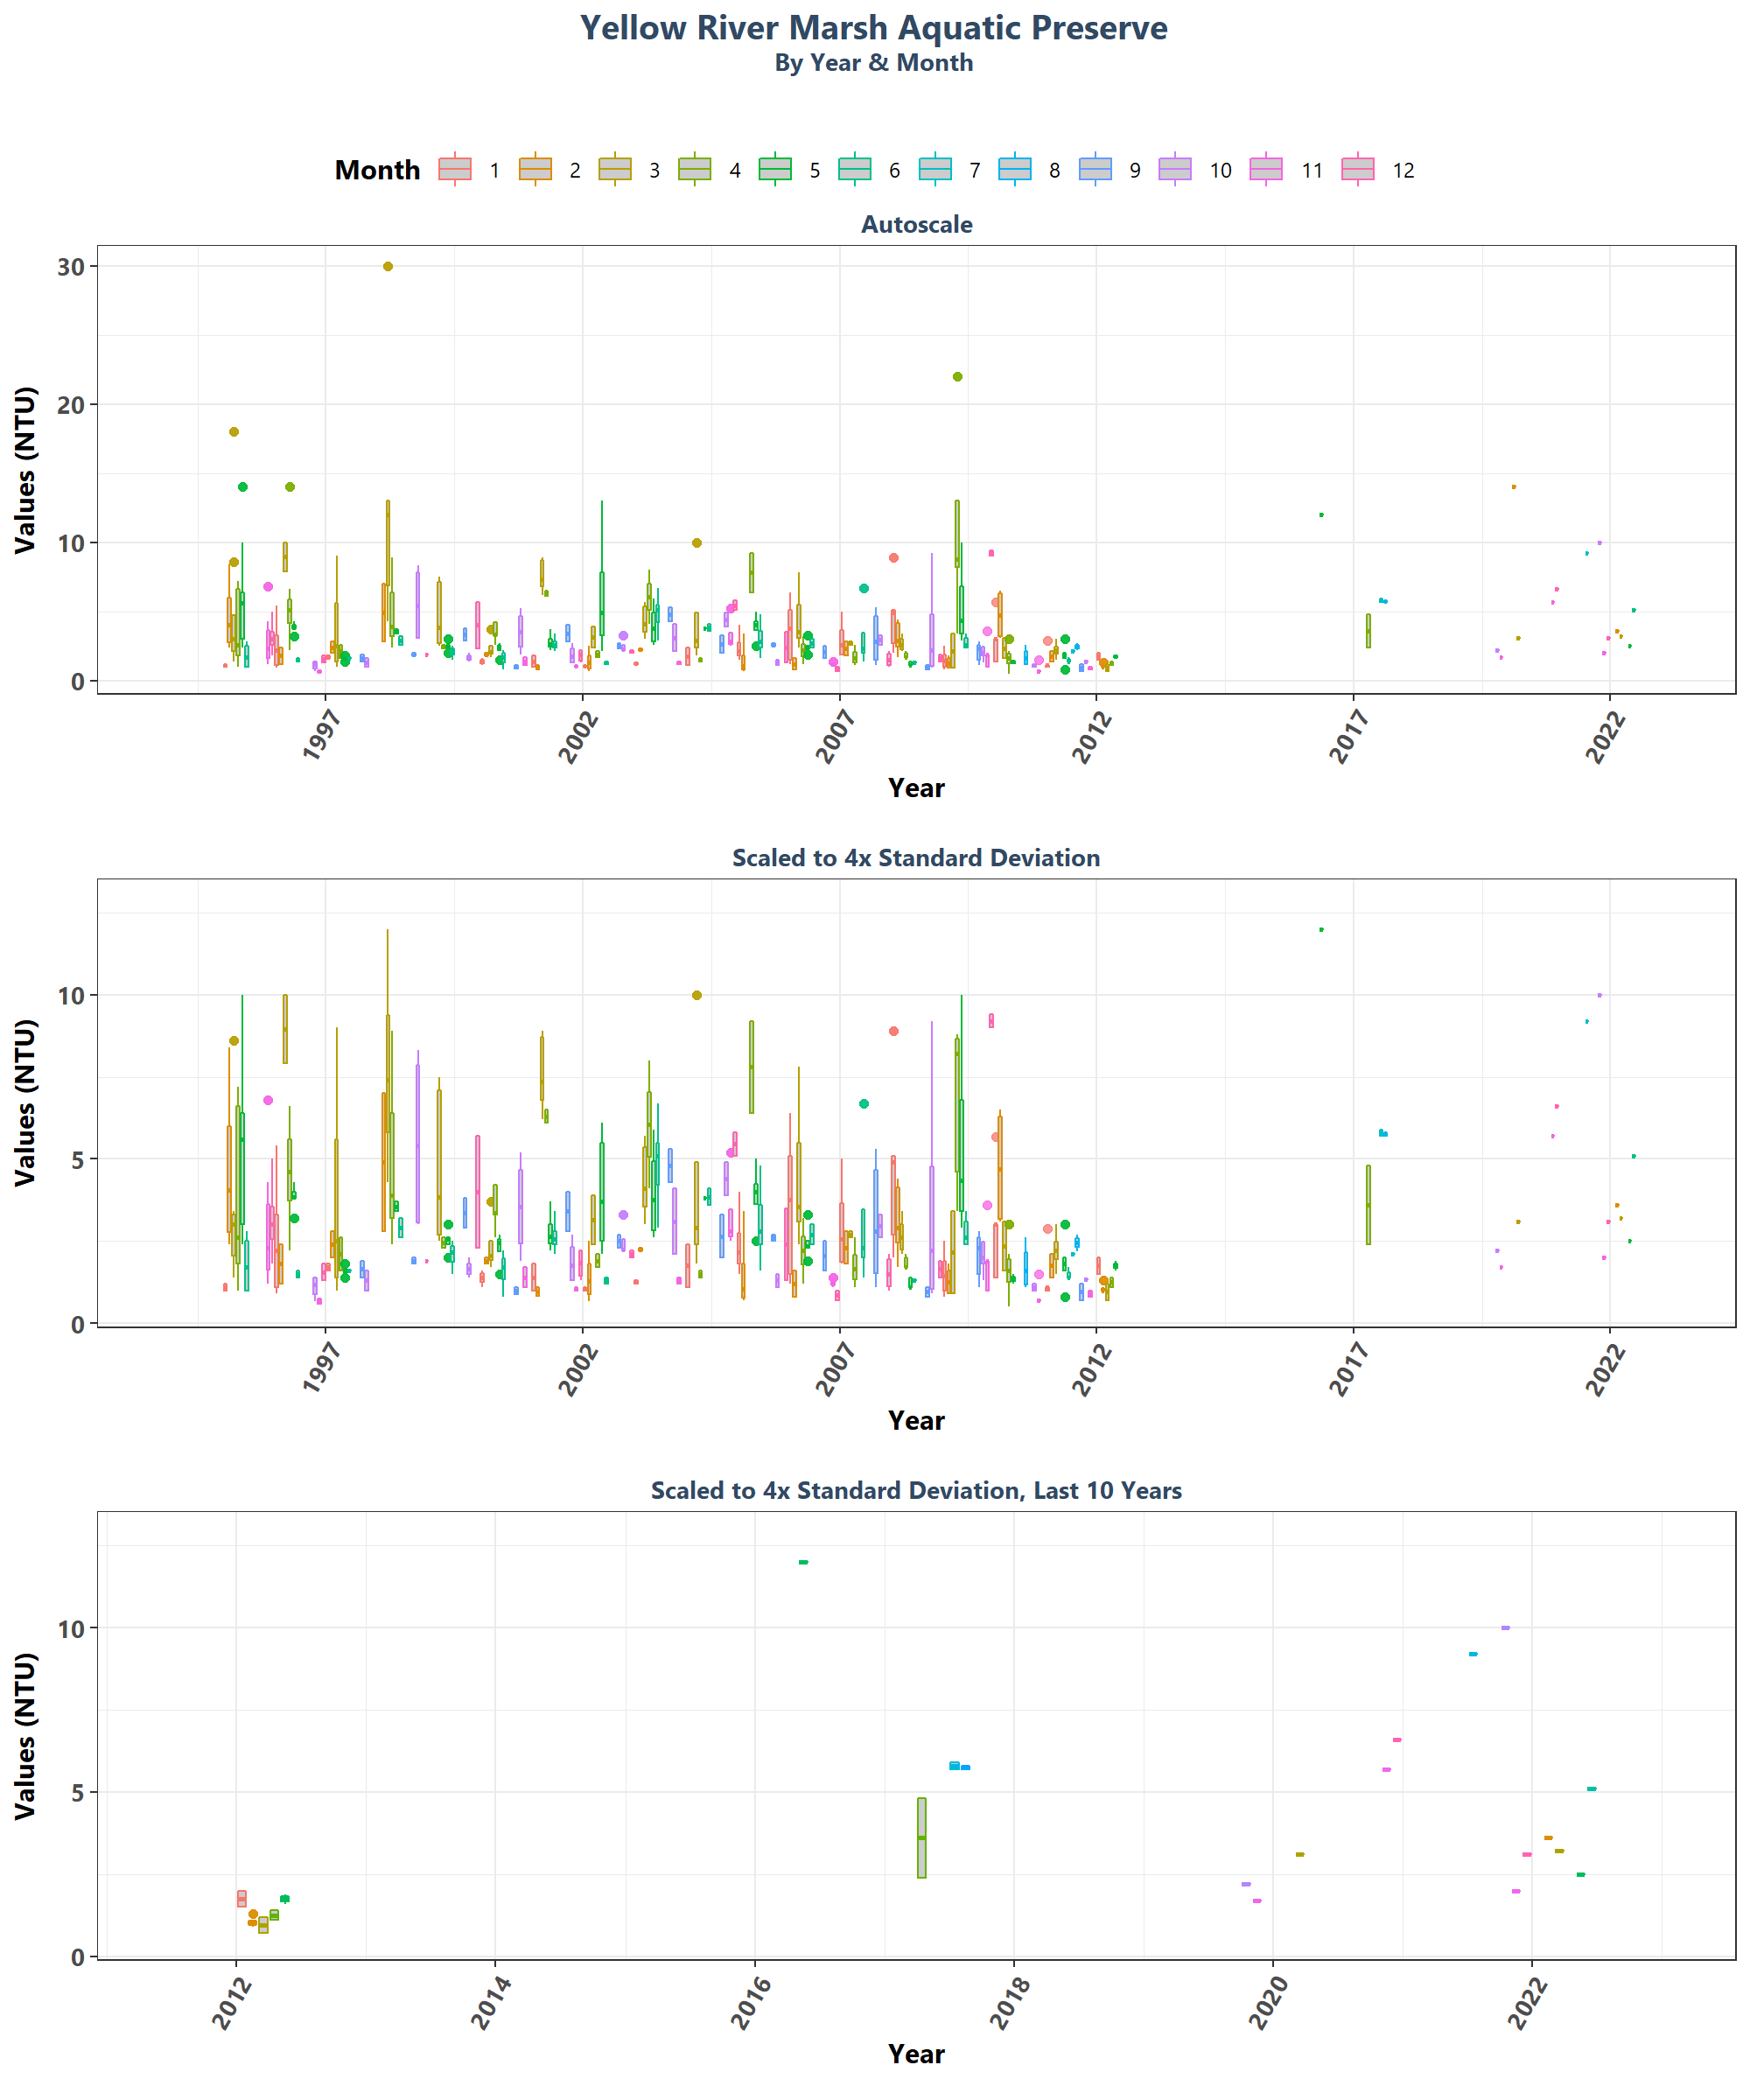 Yellow River Marsh Aquatic Preserve
By Year & Month
Month 1 2 3 4 5 6 7 8 9 10 11 12
Autoscale
Values (NTU)
30
20
10
0
1997 2002 2007 2012 2017 2022
Year
Scaled to 4x Standard Deviation
Values (NTU)
10
5
0
1997 2002 2007 2012 2017 2022
Year
Scaled to 4x Standard Deviation, Last 10 Years
Values (NTU)
10
5
0
2012 2014 2016 2018 2020 2022
Year